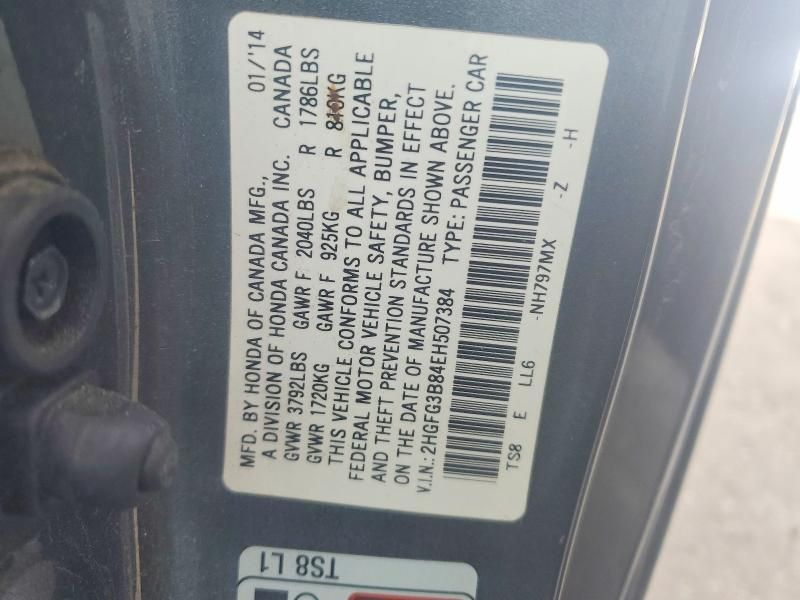 MFD. BY HONDA OF CANADA MFG., 01/'14
A DIVISION OF HONDA CANADA INC. CANADA
GVWR 3792LBS GAWR F 2040LBS R 1786LBS
GVWR 1720KG GAWR F 925KG R 810KG
THIS VEHICLE CONFORMS TO ALL APPLICABLE
FEDERAL MOTOR VEHICLE SAFETY, BUMPER,
AND THEFT PREVENTION STANDARDS IN EFFECT
ON THE DATE OF MANUFACTURE SHOWN ABOVE.
V.I.N.: 2HGFG3B84EH507384 TYPE: PASSENGER CAR
TS8 E LL6 -NH797MX -Z -H
TS8 L1